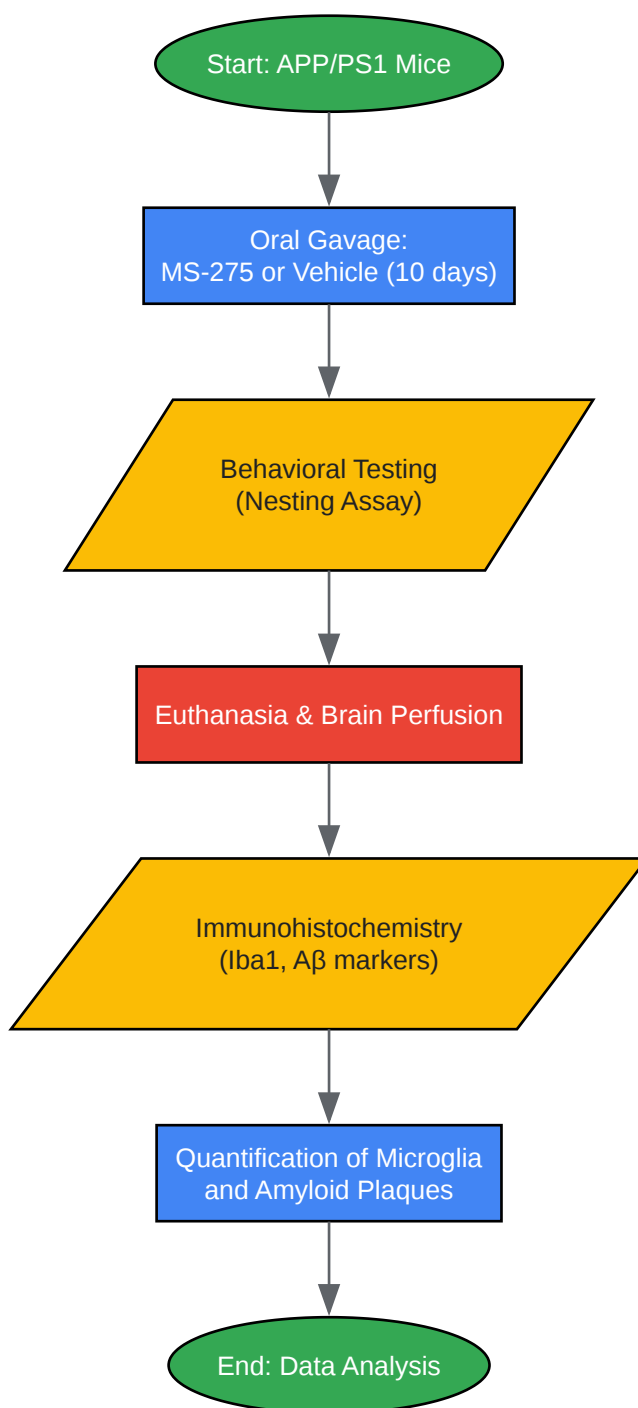 Start: APP/PS1 Mice
Oral Gavage:
MS-275 or Vehicle (10 days)
Behavioral Testing
(Nesting Assay)
Euthanasia & Brain Perfusion
Immunohistochemistry
(Iba1, Aβ markers)
Quantification of Microglia
and Amyloid Plaques
End: Data Analysis